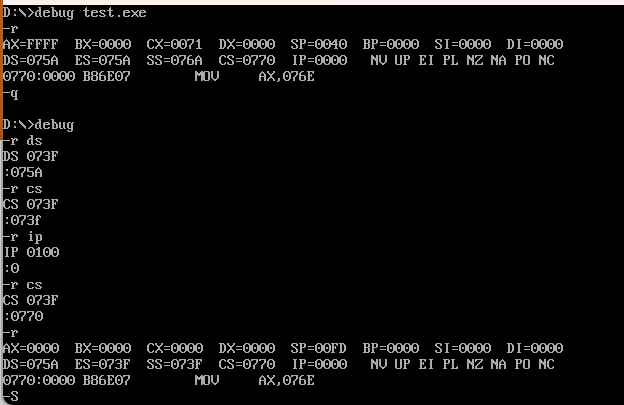 D:\>debug test.exe
-r
AX=FFFF  BX=0000  CX=0071  DX=0000  SP=0040  BP=0000  SI=0000  DI=0000
DS=075A  ES=075A  SS=076A  CS=0770  IP=0000   NV UP EI PL NZ NA PO NC
0770:0000 B86E07        MOV     AX,076E
-q

D:\>debug
-r ds
DS 073F
:075A
-r cs
CS 073F
:073f
-r ip
IP 0100
:0
-r cs
CS 073F
:0770
-r
AX=0000  BX=0000  CX=0000  DX=0000  SP=00FD  BP=0000  SI=0000  DI=0000
DS=075A  ES=073F  SS=073F  CS=0770  IP=0000   NV UP EI PL NZ NA PO NC
0770:0000 B86E07        MOV     AX,076E
-S